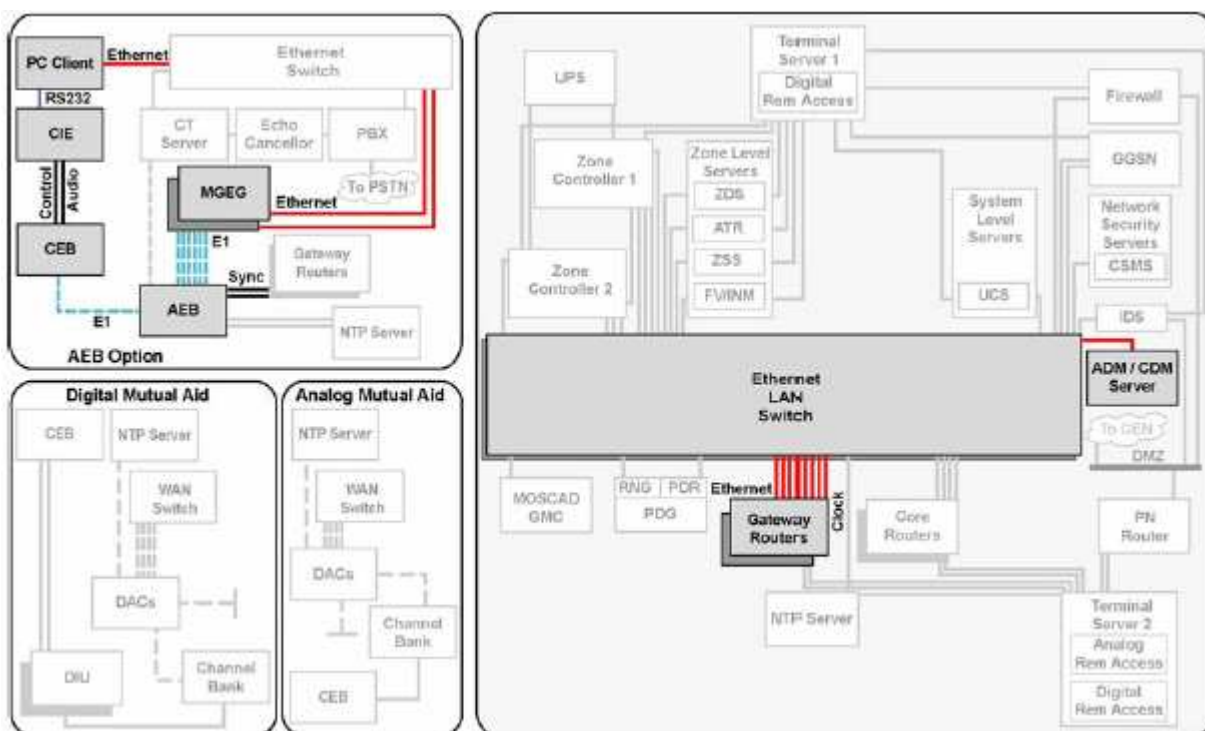 Ethernet
PC Client
Ethernet
Switch
RS232
CIE
CT
Server
Echo
Cancellor
PBX
To PSTN
Control
Audio
MGEG
Ethernet
CEB
E1
Gateway
Routers
Sync
AEB
E1
NTP Server
AEB Option
Digital Mutual Aid
CEB
NTP Server
WAN
Switch
DACs
DIU
Channel
Bank
Analog Mutual Aid
NTP Server
WAN
Switch
DACs
Channel
Bank
CEB
Terminal
Server 1
Digital
Rem Access
UPS
Firewall
Zone
Controller 1
Zone Level
Servers
ZDS
ATR
ZSS
FV/INM
GGSN
System
Level
Servers
UCS
Network
Security
Servers
CSMS
Zone
Controller 2
IDS
Ethernet
LAN
Switch
ADM / CDM
Server
To CEN
DMZ
MOSCAD
GMC
RNG
PDR
PDG
Ethernet
Gateway
Routers
Clock
Core
Routers
PN
Router
NTP Server
Terminal
Server 2
Analog
Rem Access
Digital
Rem Access